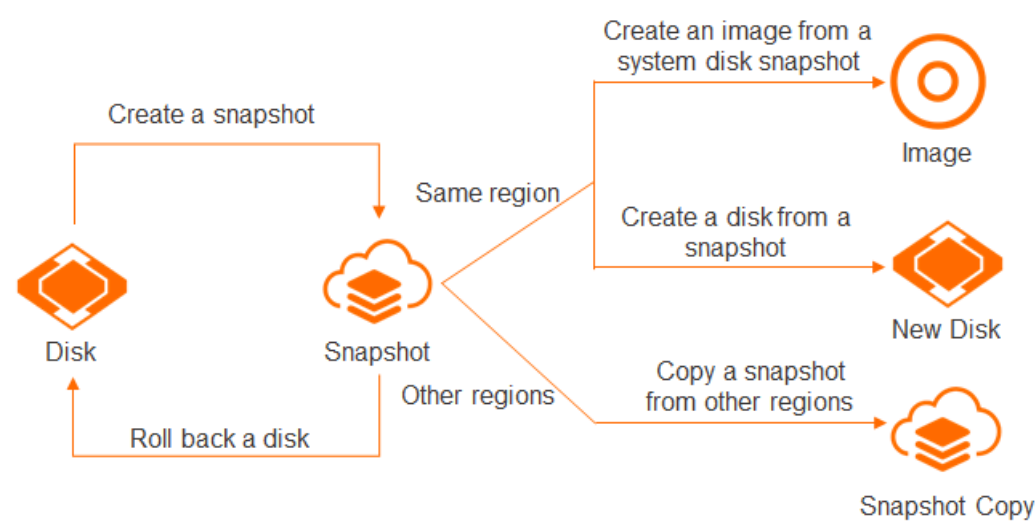 Create an image from a
system disk snapshot
Image
Create a snapshot
Same region
Create a disk from a
snapshot
New Disk
Disk
Snapshot
Other regions
Copy a snapshot
from other regions
Roll back a disk
Snapshot Copy